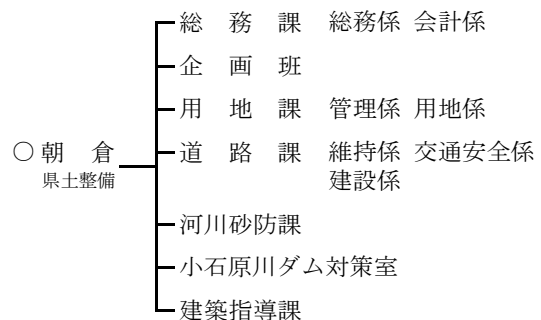 総務課 総務係 会計係
企画班
用地課 管理係 用地係
○朝倉
県土整備
道路課 維持係 交通安全係
建設係
河川砂防課
小石原川ダム対策室
建築指導課